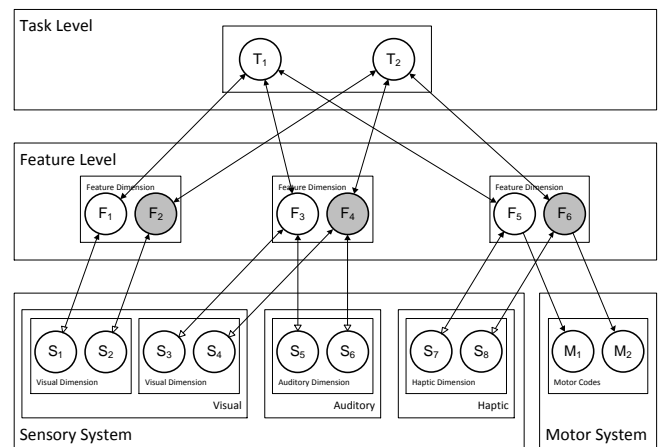 Task Level
T1 T2
Feature Level
Feature Dimension Feature Dimension Feature Dimension
F1 F2 F3 F4 F5 F6
S1 S2 S3 S4 S5 S6 S7 S8 M1 M2
Visual Dimension Visual Dimension Auditory Dimension Haptic Dimension Motor Codes
Visual Auditory Haptic
Sensory System Motor System